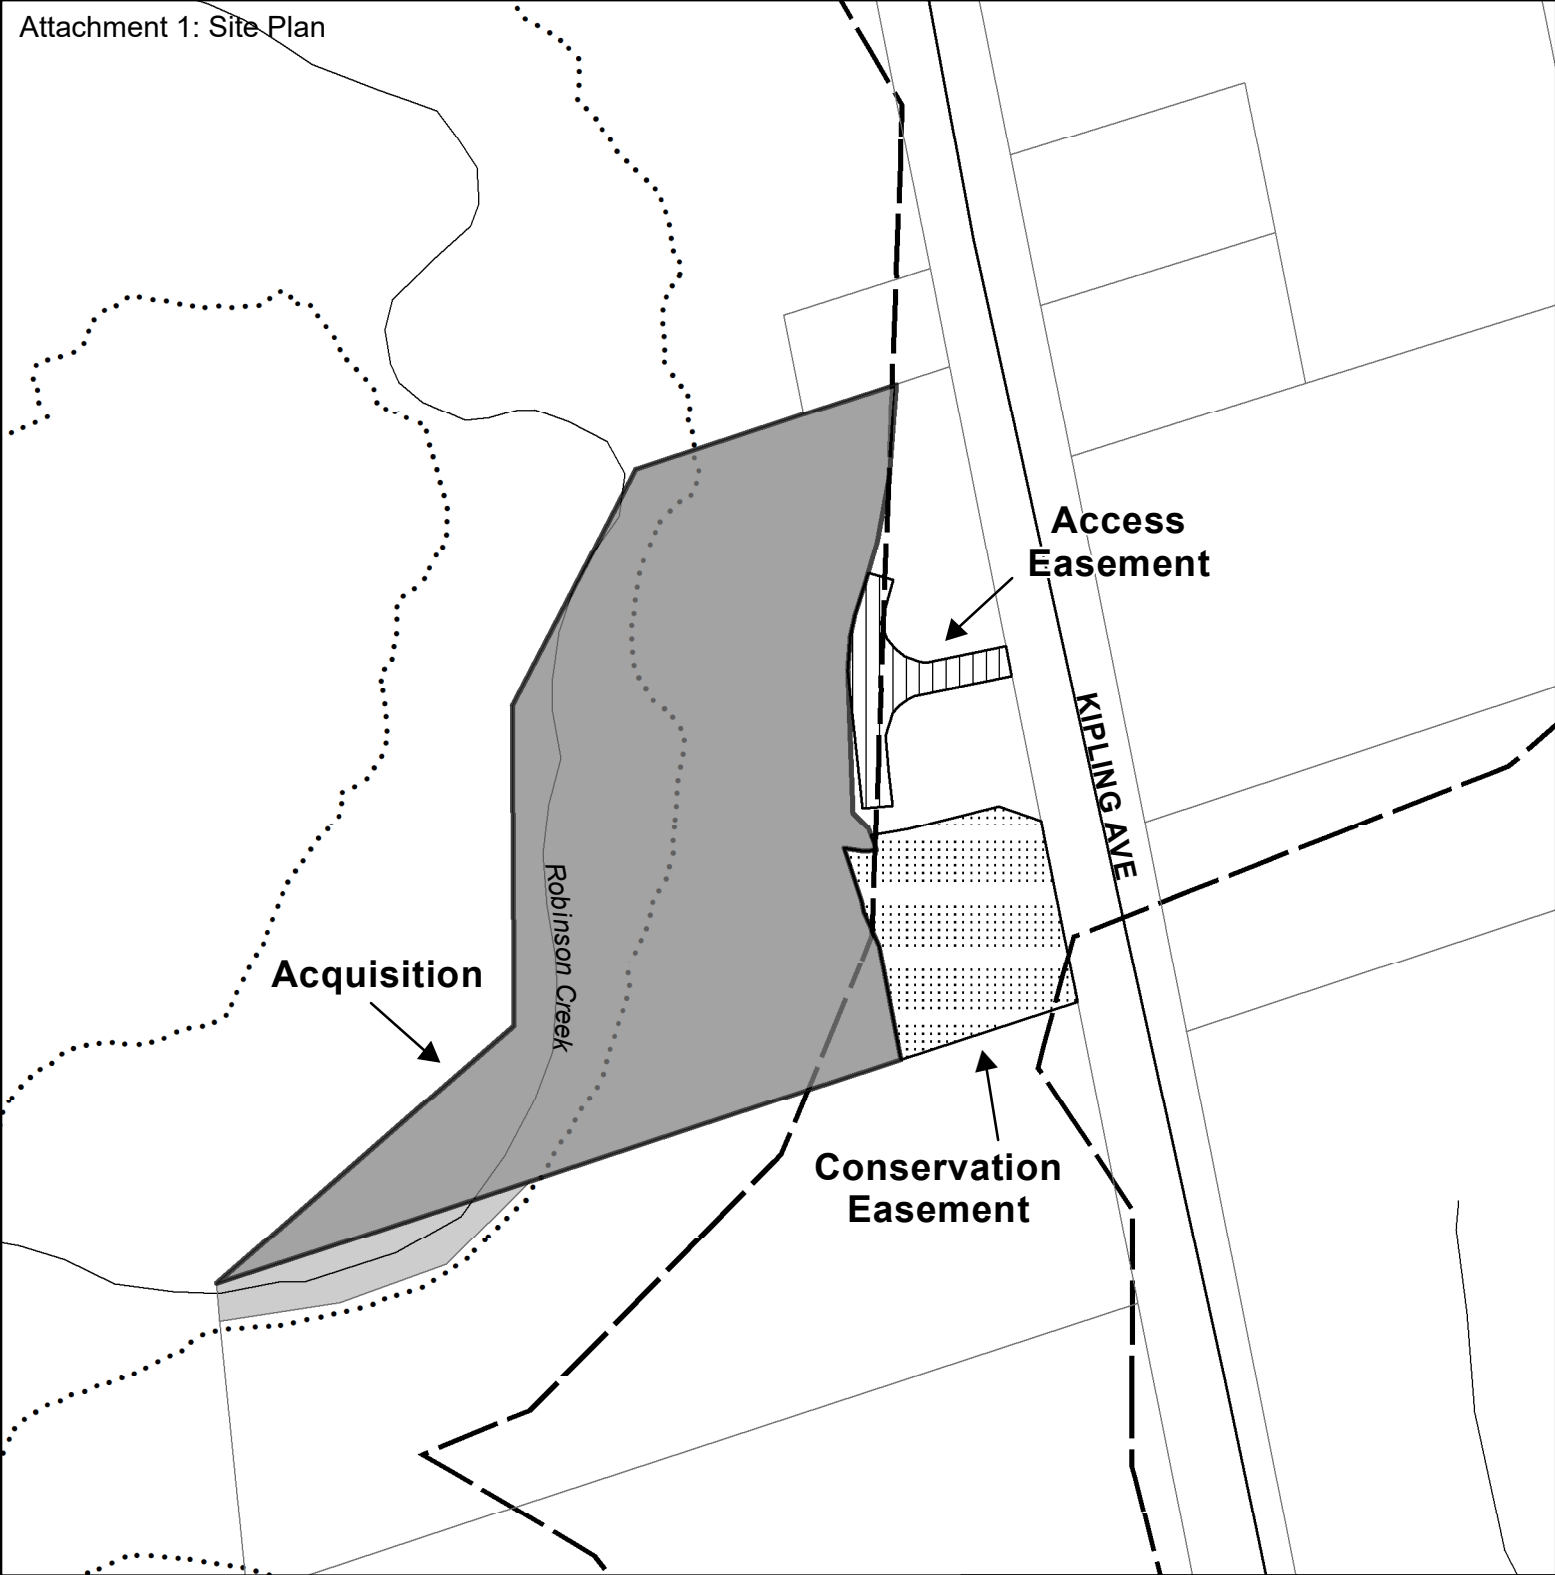 Attachment 1: Site Plan
Access
Easement
KIPLING AVE
Robinson Creek
Acquisition
Conservation
Easement